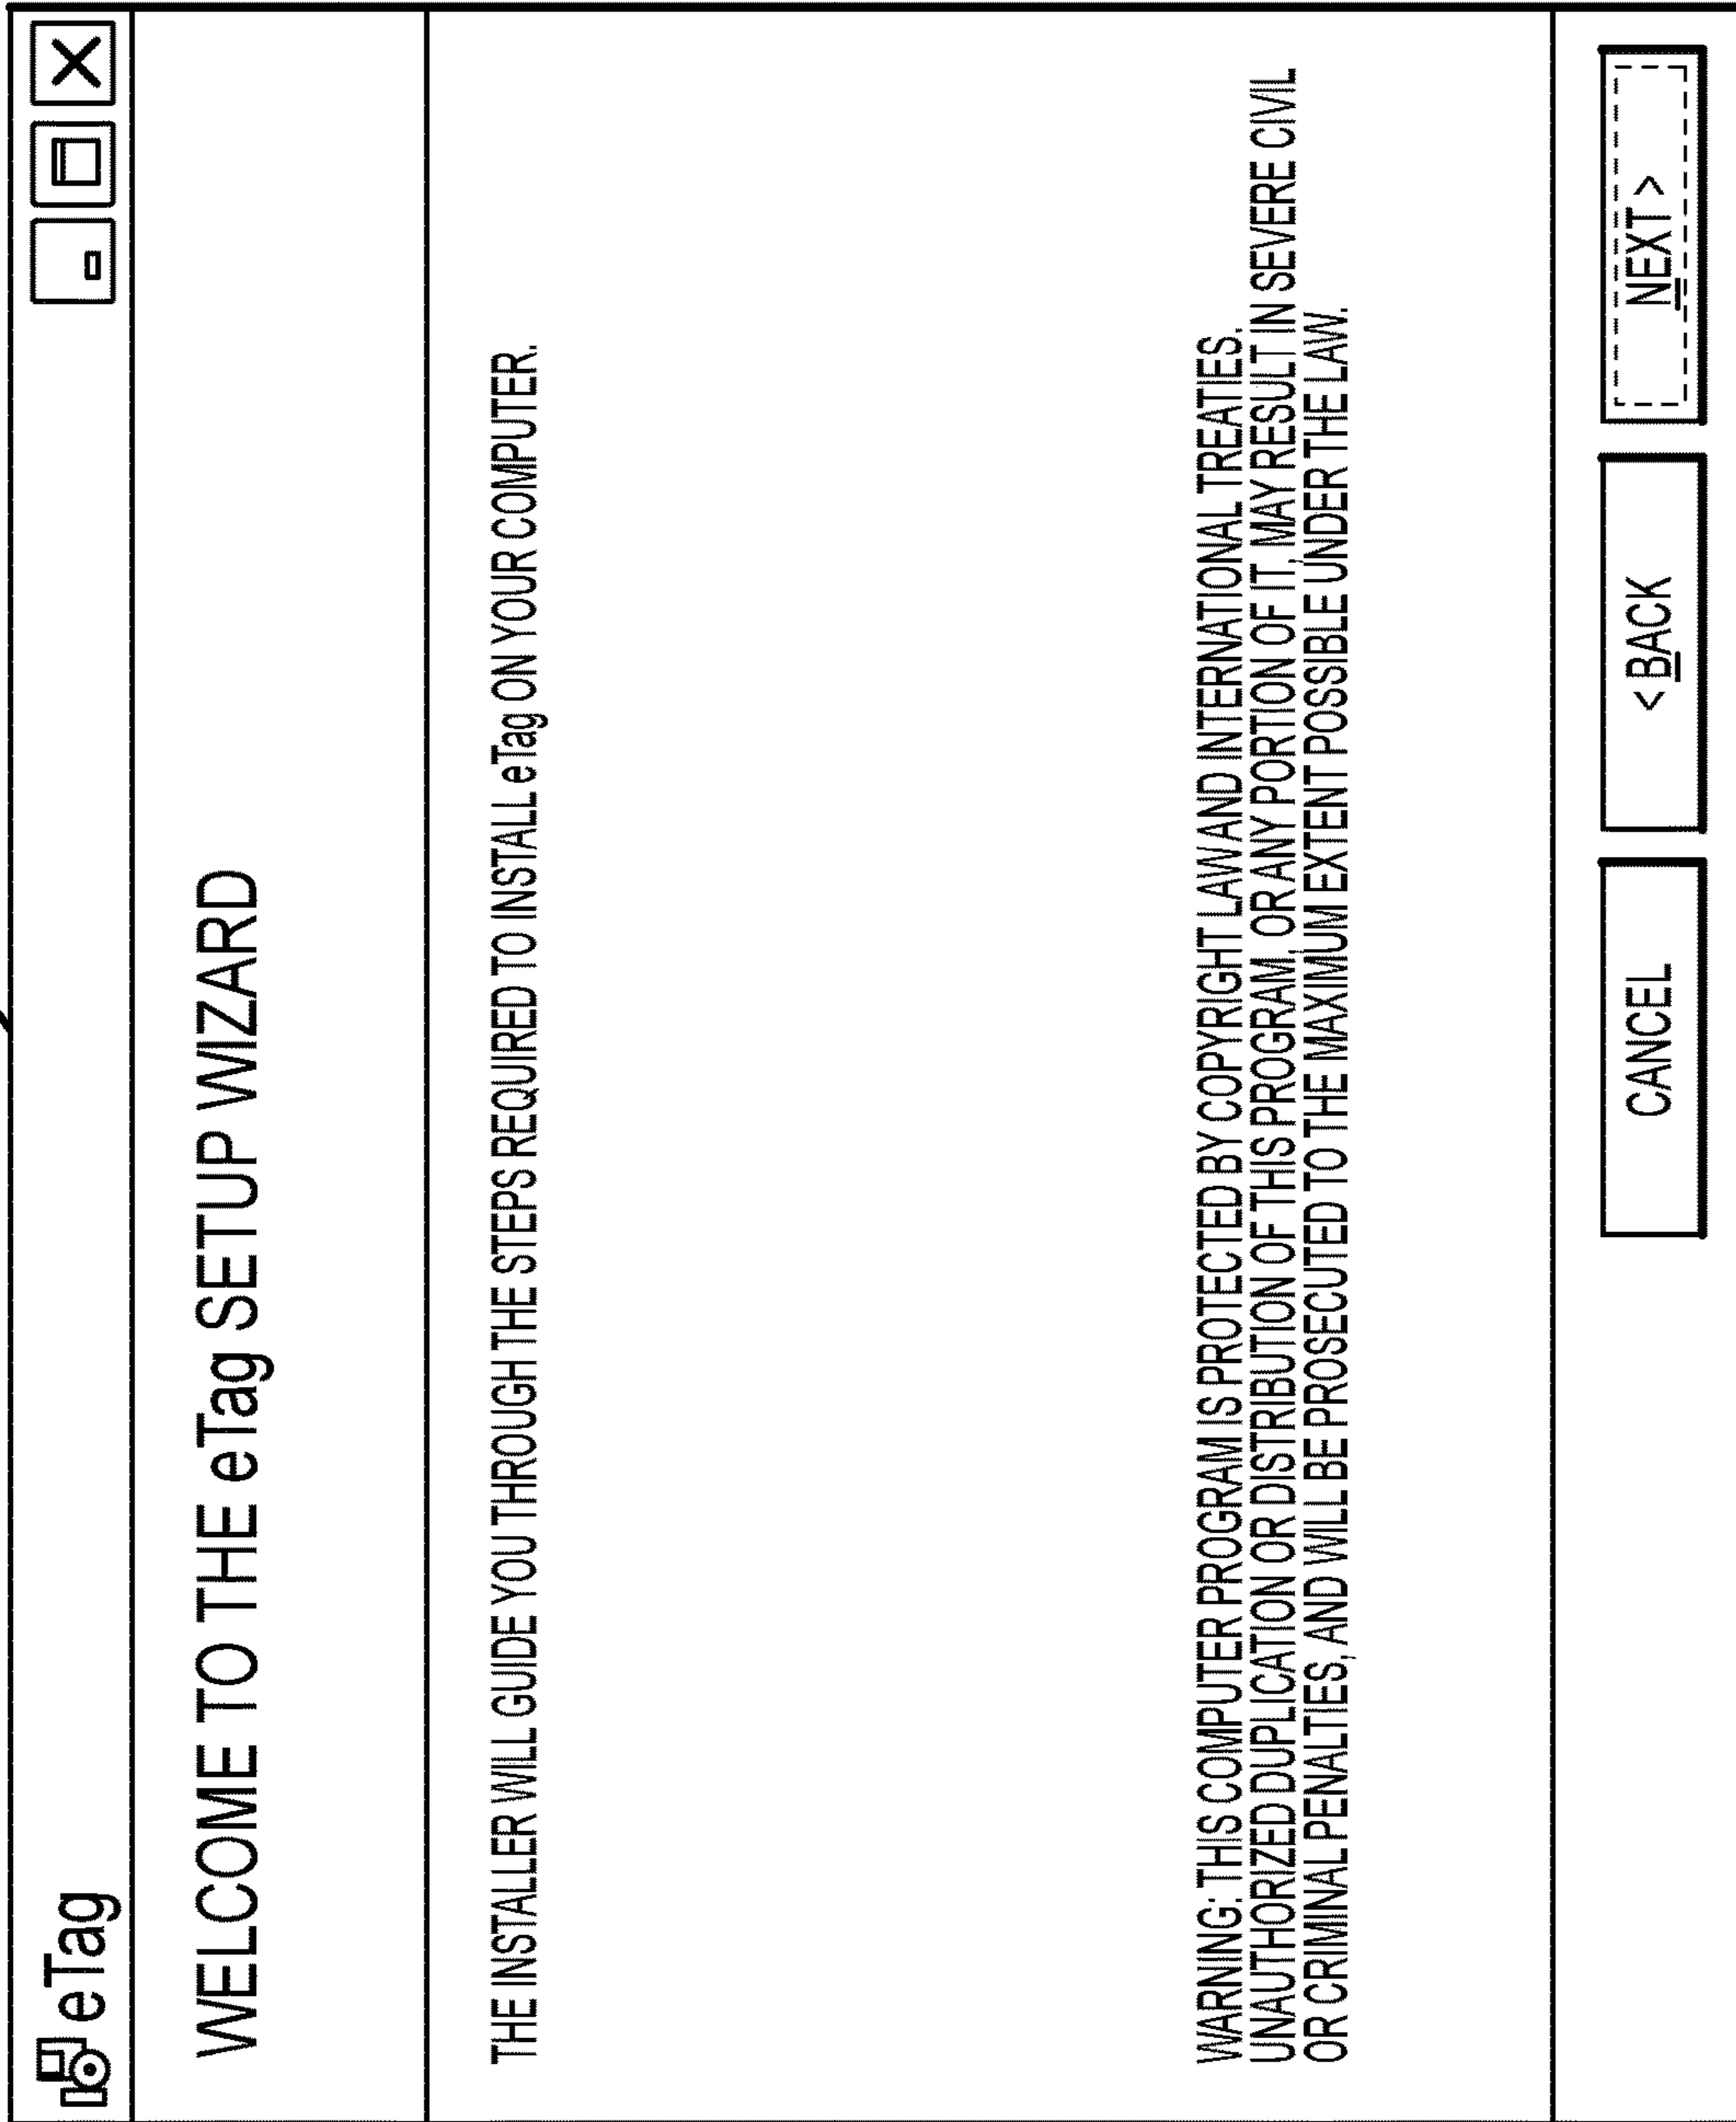 eTag
WELCOME TO THE eTag SETUP WIZARD
THE INSTALLER WILL GUIDE YOU THROUGH THE STEPS REQUIRED TO INSTALL eTag ON YOUR COMPUTER.
WARNING: THIS COMPUTER PROGRAM IS PROTECTED BY COPYRIGHT LAW AND INTERNATIONAL TREATIES.
UNAUTHORIZED DUPLICATION OR DISTRIBUTION OF THIS PROGRAM, OR ANY PORTION OF IT, MAY RESULT IN SEVERE CIVIL
OR CRIMINAL PENALTIES, AND WILL BE PROSECUTED TO THE MAXIMUM EXTENT POSSIBLE UNDER THE LAW.
CANCEL
< BACK
NEXT >